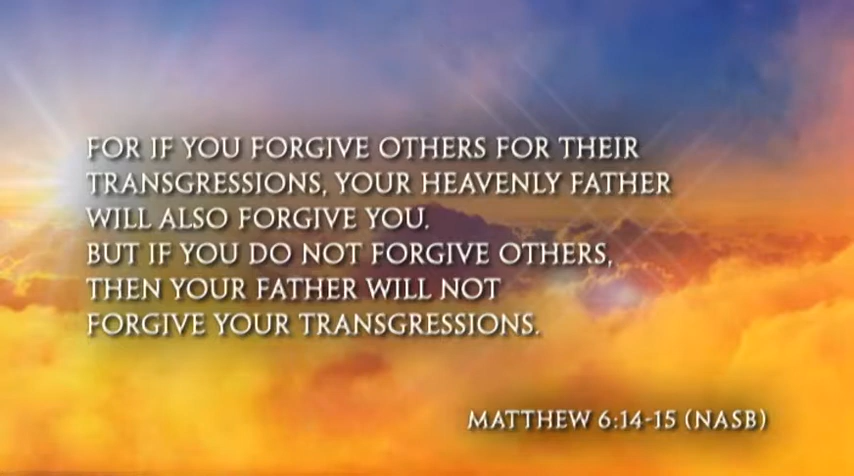 FOR IF YOU FORGIVE OTHERS FOR THEIR
TRANSGRESSIONS, YOUR HEAVENLY FATHER
WILL ALSO FORGIVE YOU.
BUT IF YOU DO NOT FORGIVE OTHERS,
THEN YOUR FATHER WILL NOT
FORGIVE YOUR TRANSGRESSIONS.
MATTHEW 6:14-15 (NASB)